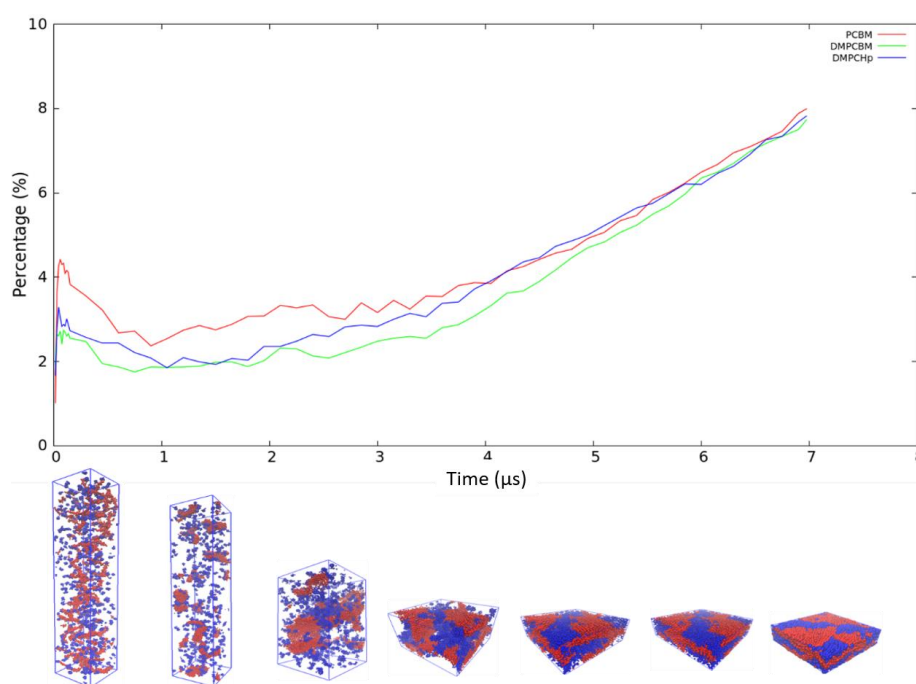 10
PCBM
DMPCBM
DMPCHp
8
6
Percentage (%)
4
2
0
0 1 2 3 4 5 6 7 8
Time (μs)